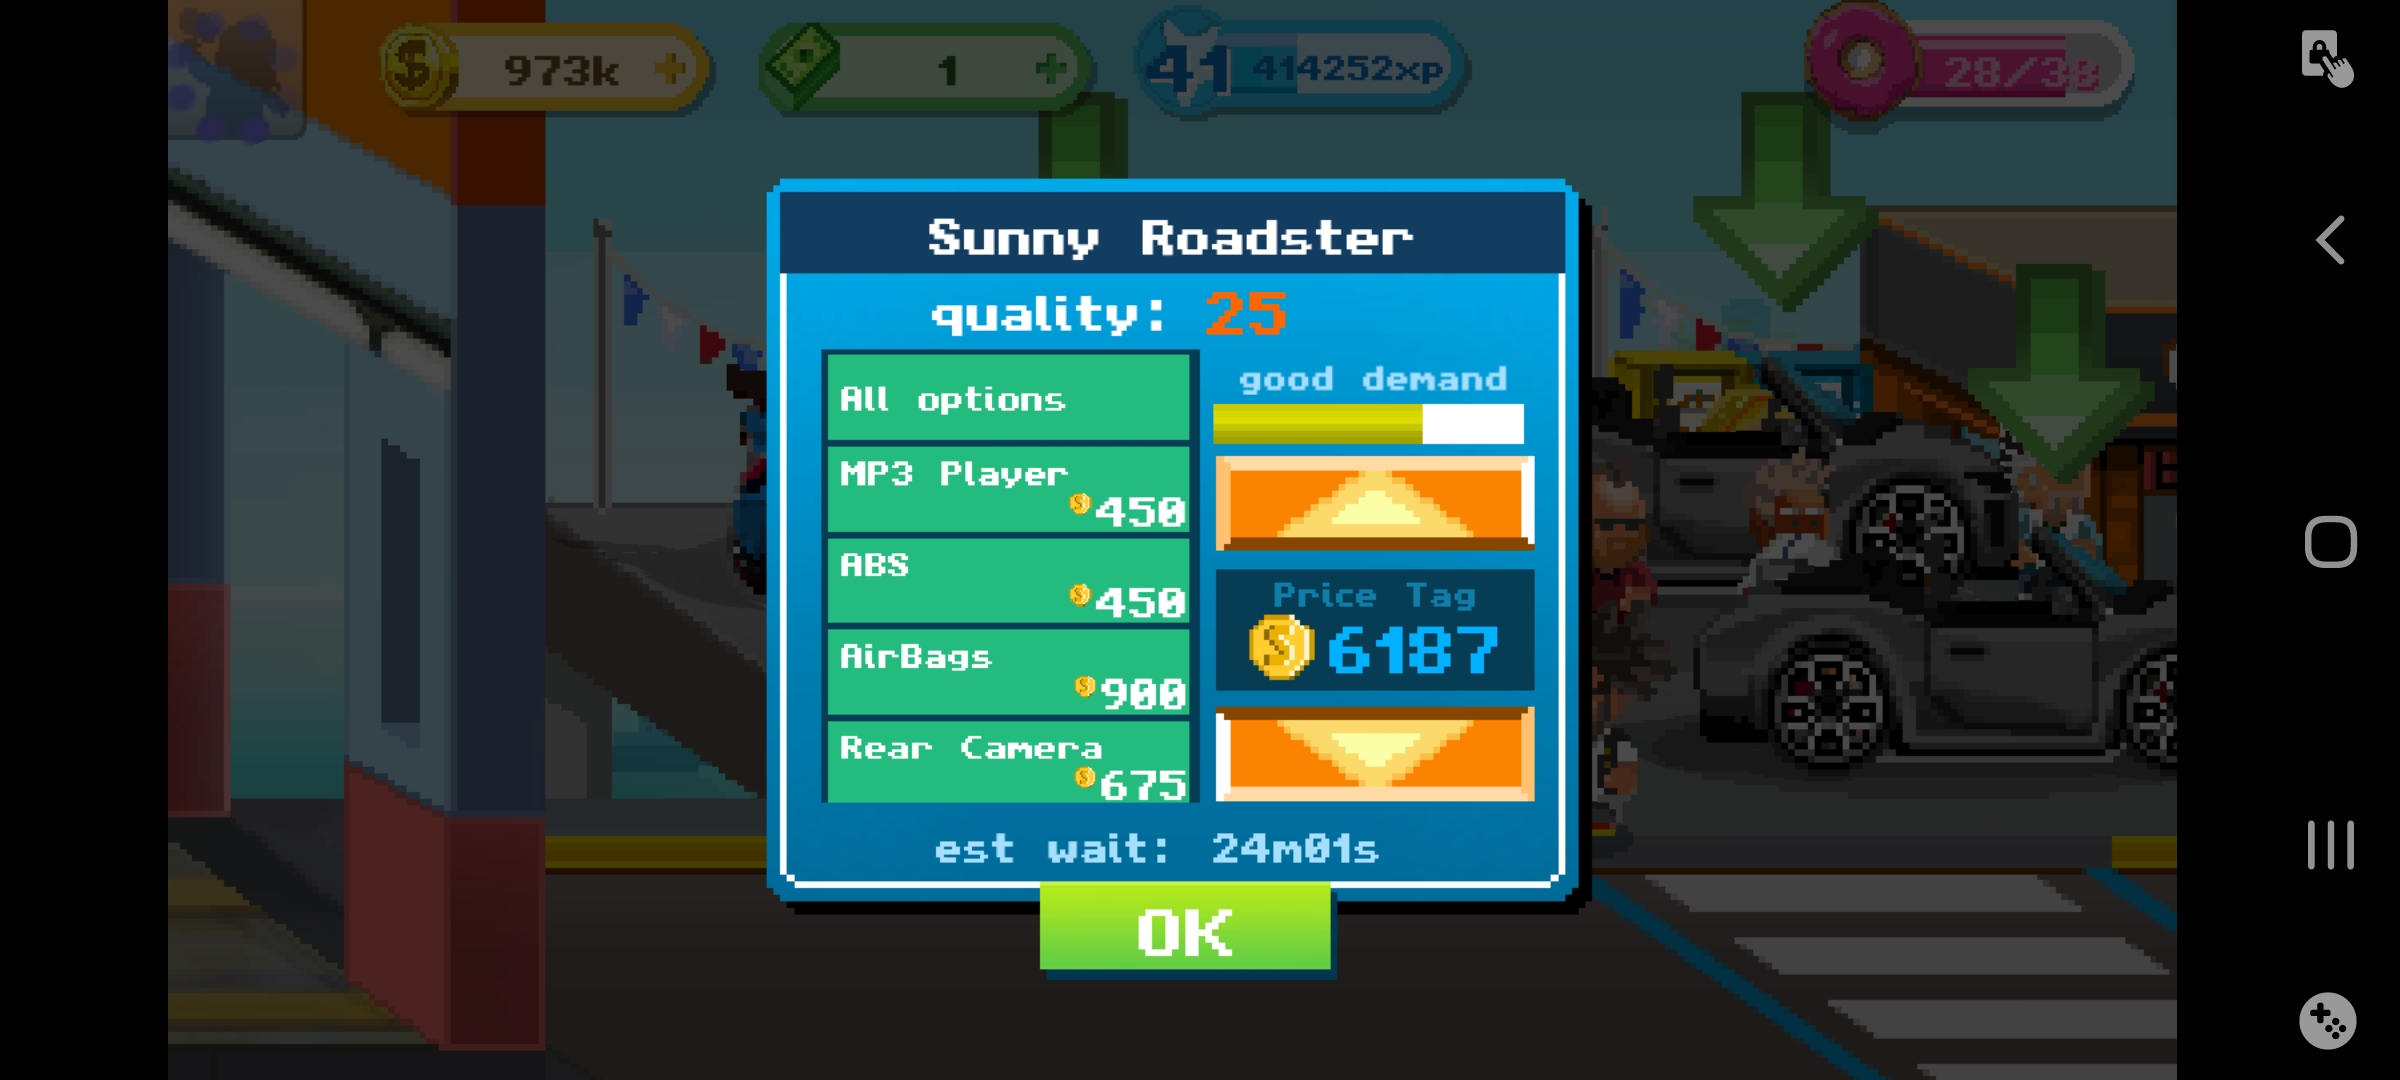 973k
1
41
414252xp
28/38
Sunny Roadster
quality: 25
All options
MP3 Player
450
ABS
450
AirBags
900
Rear Camera
675
good demand
Price Tag
6187
est wait: 24m01s
OK